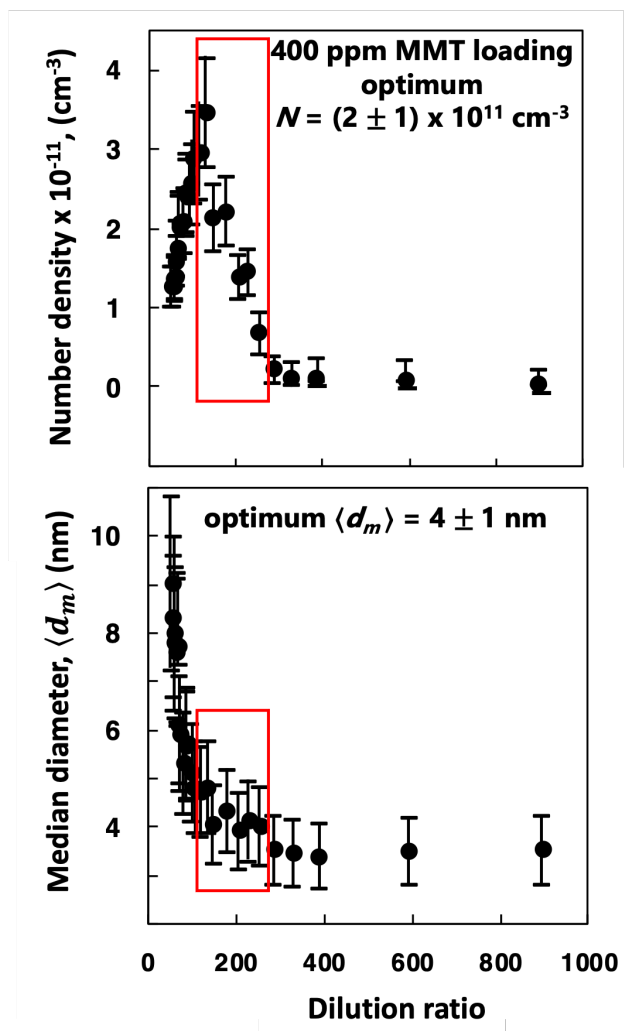 Number density x 10-11, (cm-3)
4
3
2
1
0
400 ppm MMT loading
optimum
N = (2 ± 1) x 10¹¹ cm-³
Median diameter, ⟨dm⟩ (nm)
10
8
6
4
optimum ⟨dm⟩ = 4 ± 1 nm
0 200 400 600 800 1000
Dilution ratio